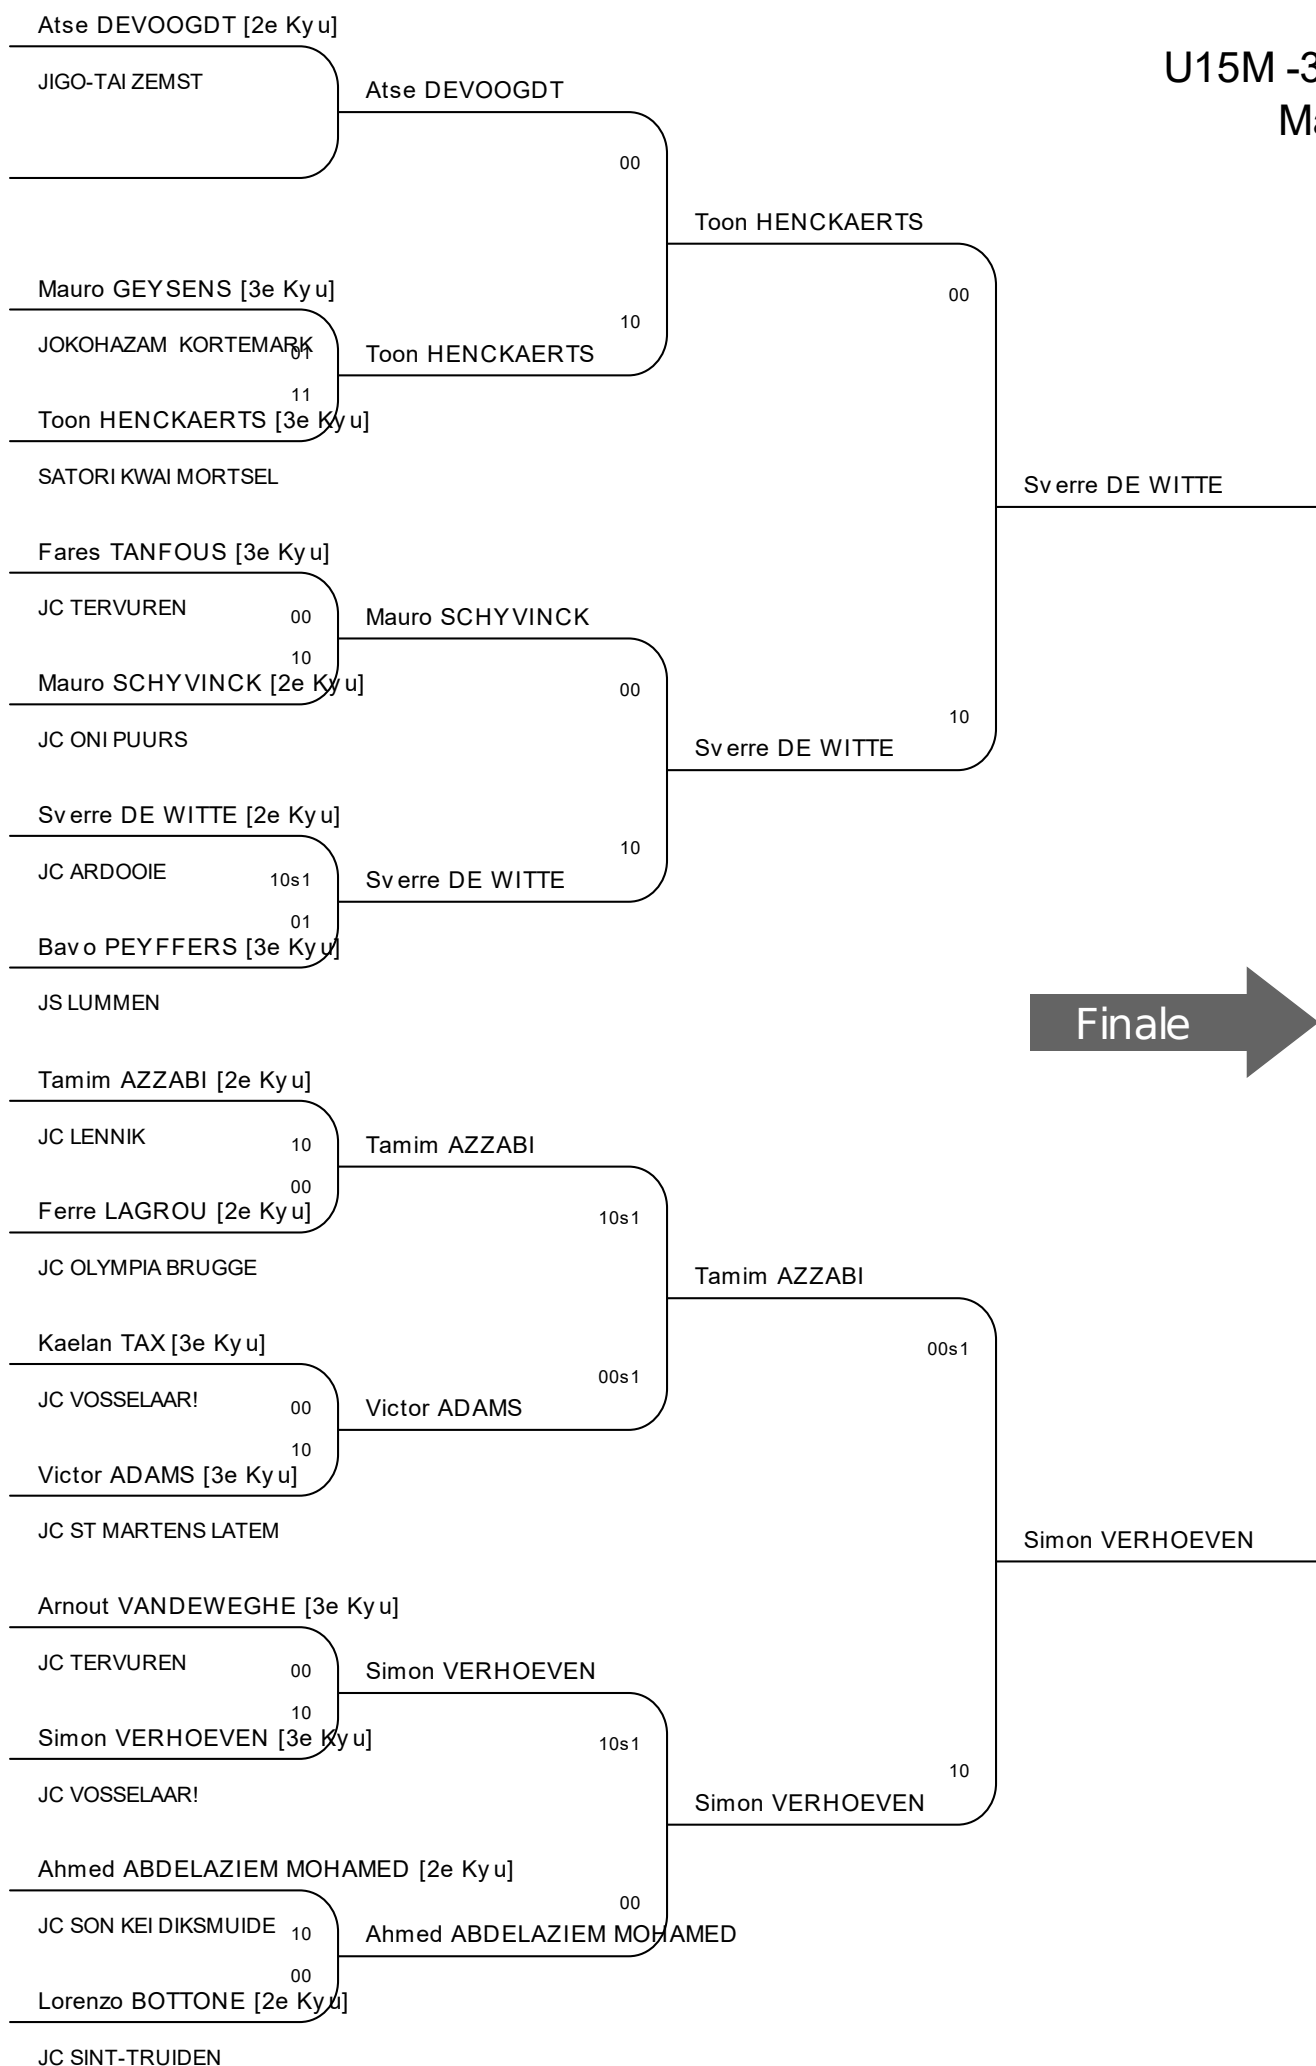 Atse DEVOOGDT [2e Kyu]
JIGO-TAI ZEMST
Atse DEVOOGDT
U15M -3
Ma
00
Toon HENCKAERTS
Mauro GEYSENS [3e Kyu]
00
10
JOKOHAZAM KORTEMARK
01
Toon HENCKAERTS
11
Toon HENCKAERTS [3e Kyu]
SATORI KWAI MORTSEL
Sverre DE WITTE
Fares TANFOUS [3e Kyu]
JC TERVUREN
00
Mauro SCHYVINCK
10
Mauro SCHYVINCK [2e Kyu]
00
10
JC ONI PUURS
Sverre DE WITTE
Sverre DE WITTE [2e Kyu]
10
JC ARDOOIE
10s1
Sverre DE WITTE
01
Bavo PEYFFERS [3e Kyu]
JS LUMMEN
Finale
Tamim AZZABI [2e Kyu]
JC LENNIK
10
Tamim AZZABI
00
Ferre LAGROU [2e Kyu]
10s1
JC OLYMPIA BRUGGE
Tamim AZZABI
Kaelan TAX [3e Kyu]
00s1
00s1
JC VOSSELAAR!
00
Victor ADAMS
10
Victor ADAMS [3e Kyu]
JC ST MARTENS LATEM
Simon VERHOEVEN
Arnout VANDEWEGHE [3e Kyu]
JC TERVUREN
00
Simon VERHOEVEN
10
Simon VERHOEVEN [3e Kyu]
10s1
10
JC VOSSELAAR!
Simon VERHOEVEN
Ahmed ABDELAZIEM MOHAMED [2e Kyu]
00
JC SON KEI DIKSMUIDE
10
Ahmed ABDELAZIEM MOHAMED
00
Lorenzo BOTTONE [2e Kyu]
JC SINT-TRUIDEN